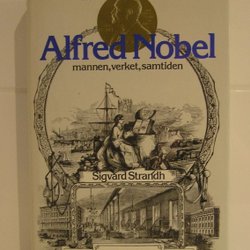 Alfred Nobel
mannen, verket, samtiden
Sigvard Strandh